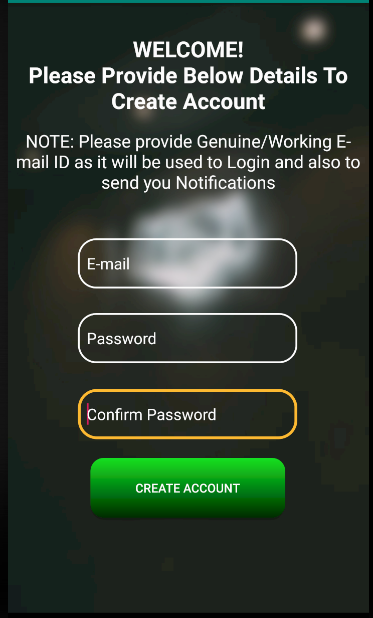 WELCOME!
Please Provide Below Details To
Create Account
NOTE: Please provide Genuine/Working E-
mail ID as it will be used to Login and also to
send you Notifications
E-mail
Password
Confirm Password
CREATE ACCOUNT